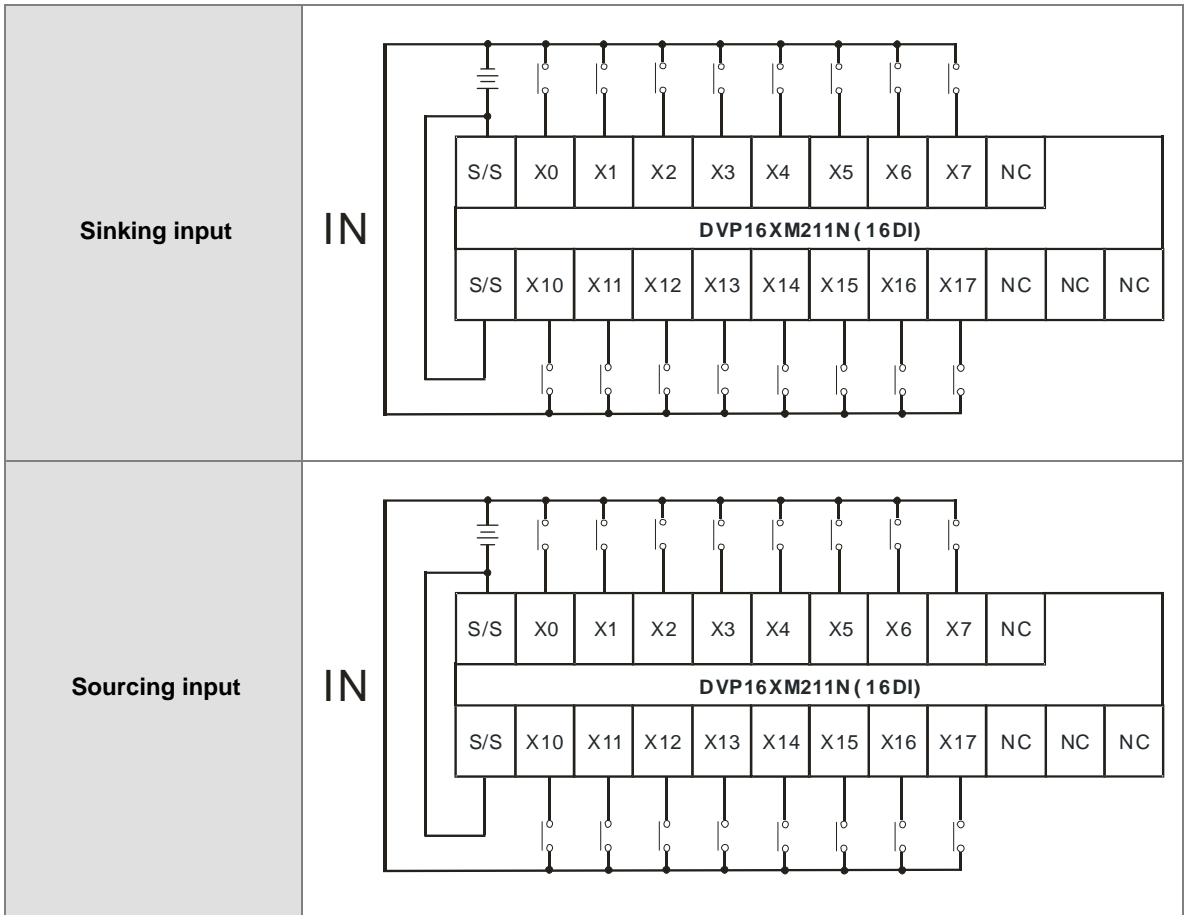 Sinking input
IN
S/S X0 X1 X2 X3 X4 X5 X6 X7 NC
DVP16XM211N(16DI)
S/S X10 X11 X12 X13 X14 X15 X16 X17 NC NC NC
Sourcing input
IN
S/S X0 X1 X2 X3 X4 X5 X6 X7 NC
DVP16XM211N(16DI)
S/S X10 X11 X12 X13 X14 X15 X16 X17 NC NC NC